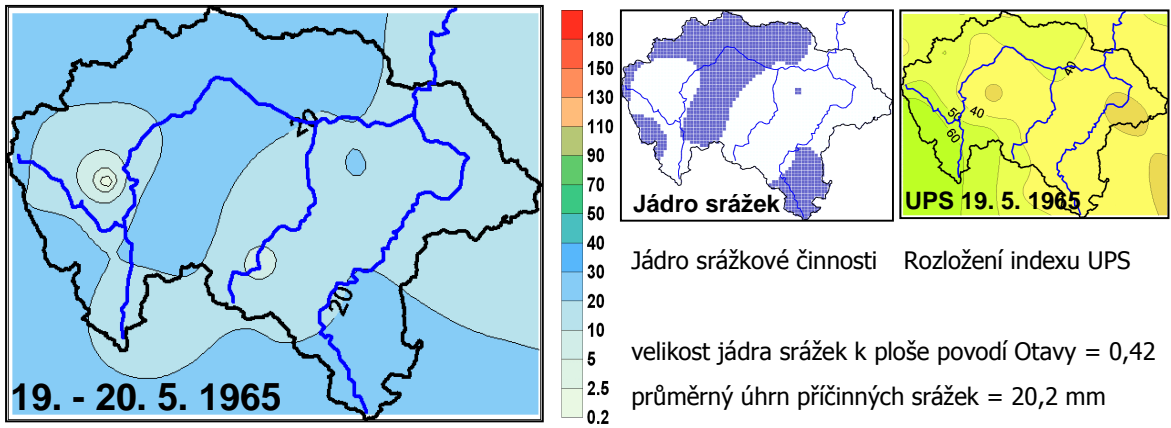 20
20
19. - 20. 5. 1965
180
150
130
110
90
70
50
40
30
20
10
5
2.5
0.2
Jádro srážek
40
50
40
60
UPS 19. 5. 1965
Jádro srážkové činnosti
Rozložení indexu UPS
velikost jádra srážek k ploše povodí Otavy = 0,42
průměrný úhrn příčinných srážek = 20,2 mm